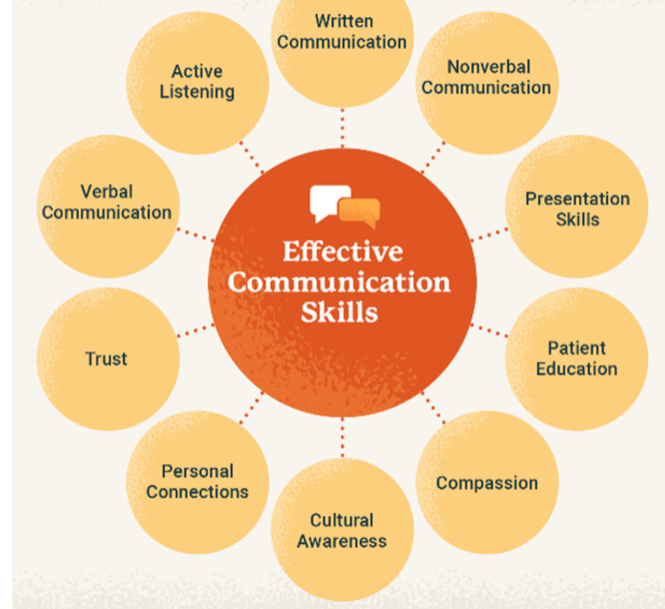 Written
Communication
Nonverbal
Communication
Presentation
Skills
Patient
Education
Compassion
Cultural
Awareness
Personal
Connections
Trust
Verbal
Communication
Active
Listening
Effective
Communication
Skills